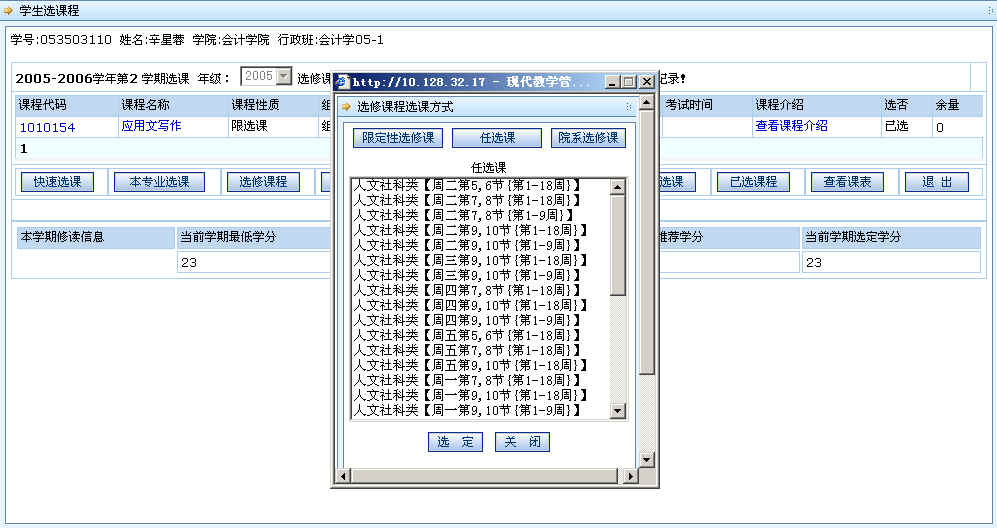 学生选课程
学号:053503110 姓名:辛星蓉 学院:会计学院 行政班:会计学05-1
2005-2006学年第2 学期选课 年级： 2005 选修课 记录!
课程代码 课程名称 课程性质 组 考试时间 课程介绍 选否 余量
1010154 应用文写作 限选课 组 查看课程介绍 已选 0
1
快速选课 本专业选课 选修课程 选课 已选课程 查看课表 退 出
本学期修读信息 当前学期最低学分 推荐学分 当前学期选定学分
23 23
http://10.128.32.17 - 现代教学管...
选修课程选课方式
限定性选修课 任选课 院系选修课
任选课
人文社科类【周二第5,6节{第1-18周}】
人文社科类【周二第7,8节{第1-18周}】
人文社科类【周二第7,8节{第1-9周}】
人文社科类【周二第9,10节{第1-18周}】
人文社科类【周二第9,10节{第1-9周}】
人文社科类【周三第9,10节{第1-18周}】
人文社科类【周三第9,10节{第1-9周}】
人文社科类【周四第7,8节{第1-18周}】
人文社科类【周四第9,10节{第1-18周}】
人文社科类【周四第9,10节{第1-9周}】
人文社科类【周五第5,6节{第1-18周}】
人文社科类【周五第7,8节{第1-18周}】
人文社科类【周五第9,10节{第1-18周}】
人文社科类【周一第7,8节{第1-18周}】
人文社科类【周一第9,10节{第1-18周}】
人文社科类【周一第9,10节{第1-9周}】
选 定 关 闭